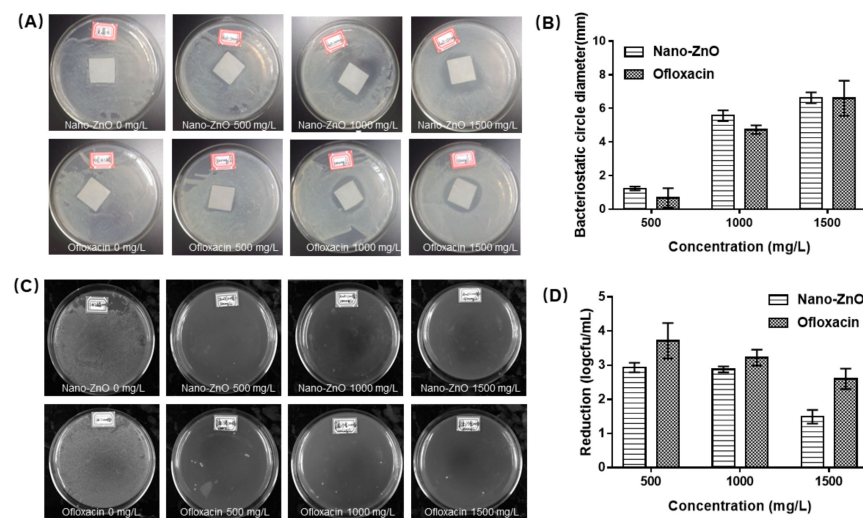 (A)
Nano-ZnO 0 mg/L
Nano-ZnO 500 mg/L
Nano-ZnO 1000 mg/L
Nano-ZnO 1500 mg/L
Ofloxacin 0 mg/L
Ofloxacin 500 mg/L
Ofloxacin 1000 mg/L
Ofloxacin 1500 mg/L
(B)
Bacteriostatic circle diameter(mm)
10
8
6
4
2
0
Nano-ZnO
Ofloxacin
500
1000
1500
Concentration (mg/L)
(C)
Nano-ZnO 0 mg/L
Nano-ZnO 500 mg/L
Nano-ZnO 1000 mg/L
Nano-ZnO 1500 mg/L
Ofloxacin 0 mg/L
Ofloxacin 500 mg/L
Ofloxacin 1000 mg/L
Ofloxacin 1500 mg/L
(D)
Reduction (logcfu/mL)
5
4
3
2
1
0
Nano-ZnO
Ofloxacin
500
1000
1500
Concentration (mg/L)